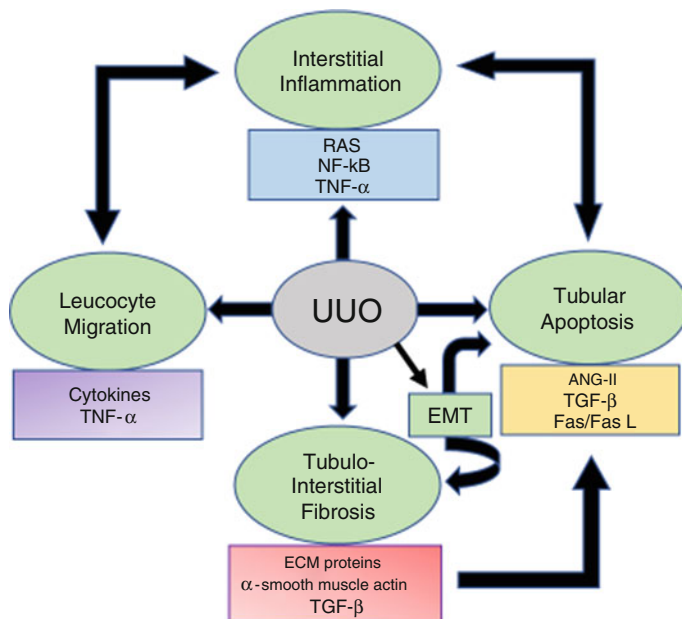 Interstitial
Inflammation
RAS
NF-kB
TNF-α
Leucocyte
Migration
Cytokines
TNF-α
UUO
Tubular
Apoptosis
ANG-II
TGF-β
Fas/Fas L
EMT
Tubulo-
Interstitial
Fibrosis
ECM proteins
α-smooth muscle actin
TGF-β